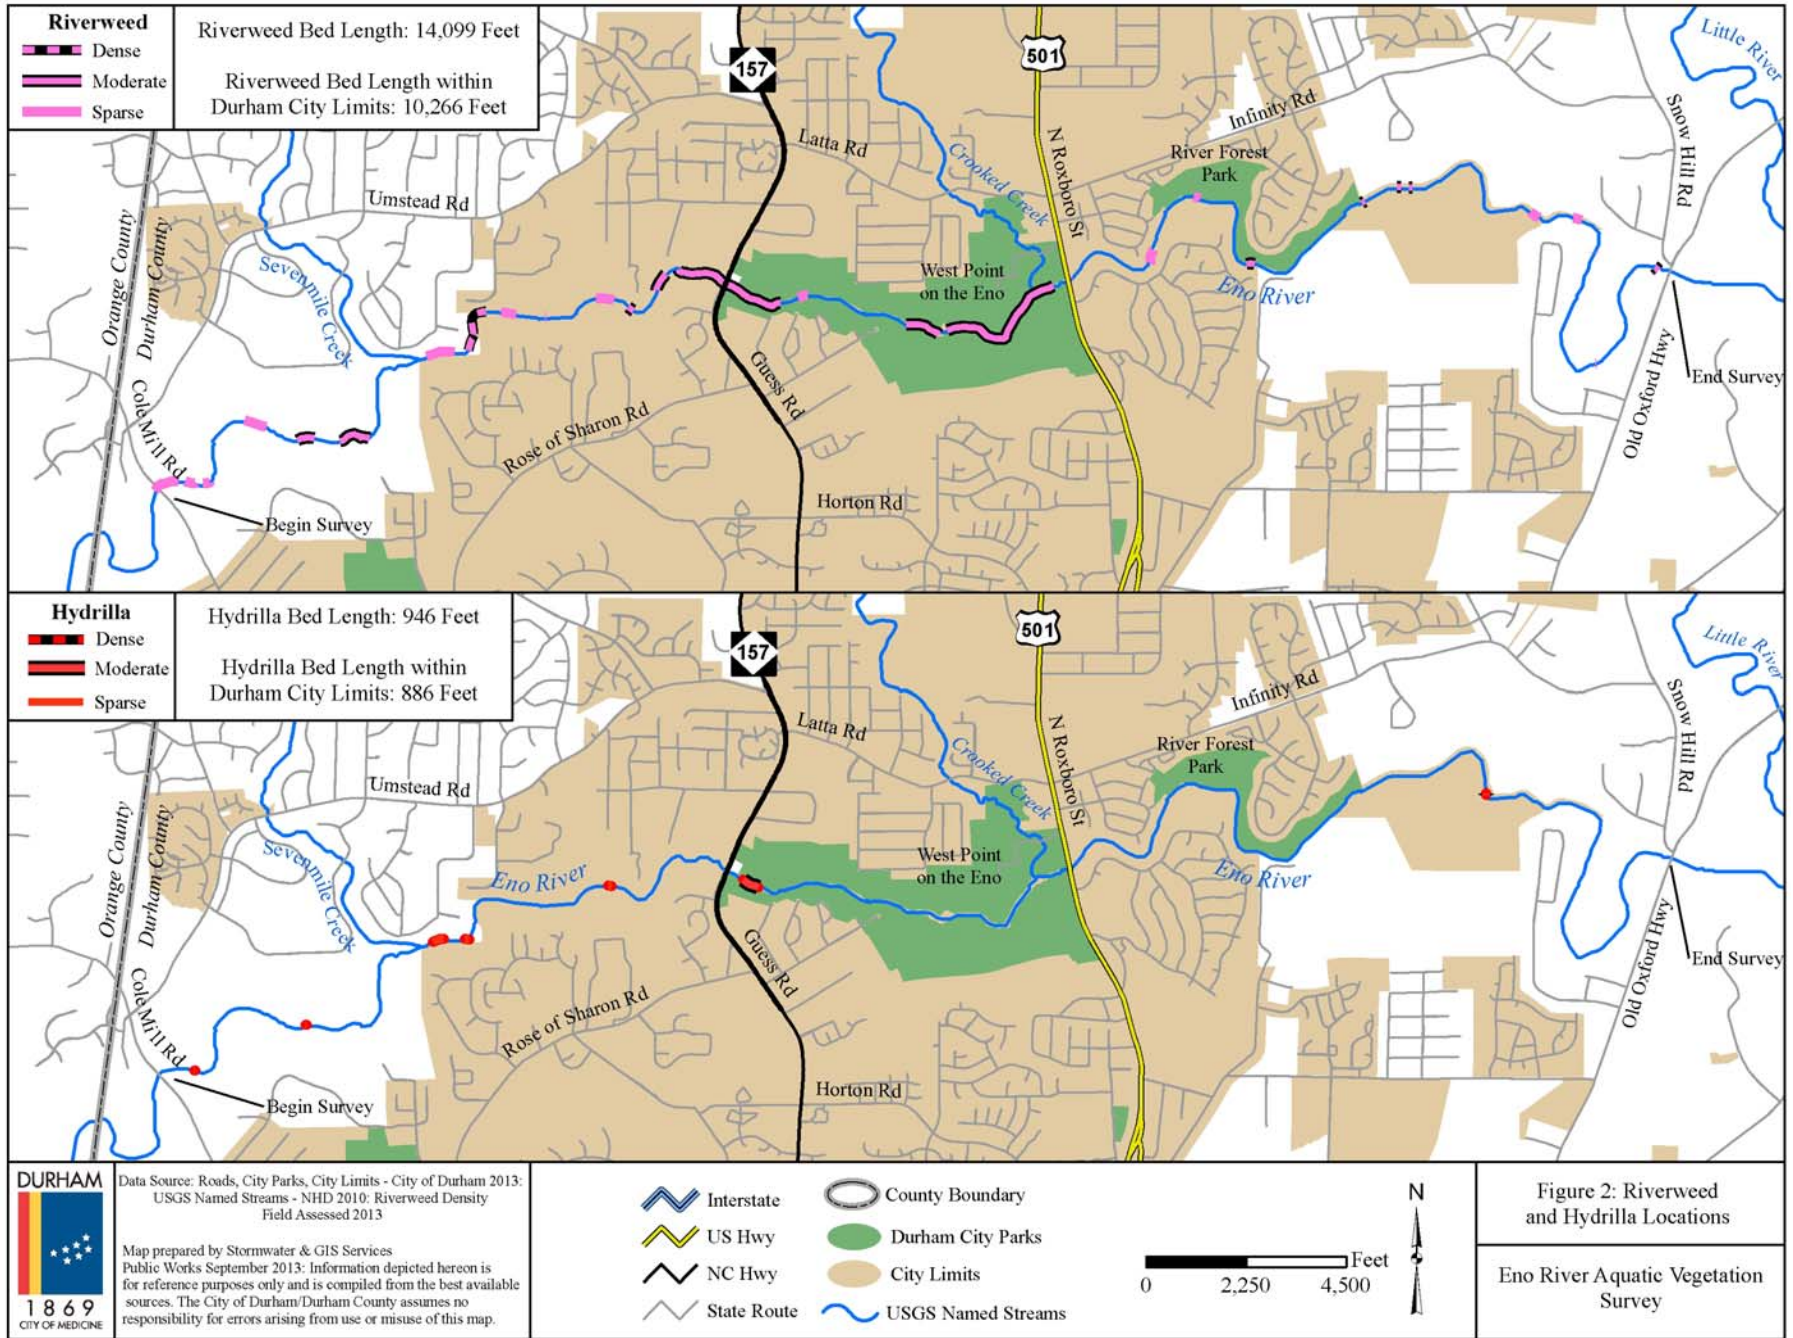 Riverweed
Dense
Moderate
Sparse
Riverweed Bed Length: 14,099 Feet
Riverweed Bed Length within
Durham City Limits: 10,266 Feet
157
501
Little River
Snow Hill Rd
Infinity Rd
Latta Rd
N Roxboro St
Crooked Creek
River Forest
Park
Umstead Rd
Orange County
Durham County
Sevenmile Creek
West Point
on the Eno
Eno River
Cole Mill Rd
Guess Rd
Rose of Sharon Rd
End Survey
Old Oxford Hwy
Horton Rd
Begin Survey
Hydrilla
Dense
Moderate
Sparse
Hydrilla Bed Length: 946 Feet
Hydrilla Bed Length within
Durham City Limits: 886 Feet
157
501
Little River
Snow Hill Rd
Infinity Rd
Latta Rd
N Roxboro St
Crooked Creek
River Forest
Park
Umstead Rd
Orange County
Durham County
Sevenmile Creek
Eno River
West Point
on the Eno
Eno River
Cole Mill Rd
Guess Rd
Rose of Sharon Rd
End Survey
Old Oxford Hwy
Horton Rd
Begin Survey
DURHAM
1869
CITY OF MEDICINE
Data Source: Roads, City Parks, City Limits - City of Durham 2013:
USGS Named Streams - NHD 2010: Riverweed Density
Field Assessed 2013
Map prepared by Stormwater & GIS Services
Public Works September 2013: Information depicted hereon is
for reference purposes only and is compiled from the best available
sources. The City of Durham/Durham County assumes no
responsibility for errors arising from use or misuse of this map.
Interstate
US Hwy
NC Hwy
State Route
County Boundary
Durham City Parks
City Limits
USGS Named Streams
Feet
0 2,250 4,500
N
Figure 2: Riverweed
and Hydrilla Locations
Eno River Aquatic Vegetation
Survey